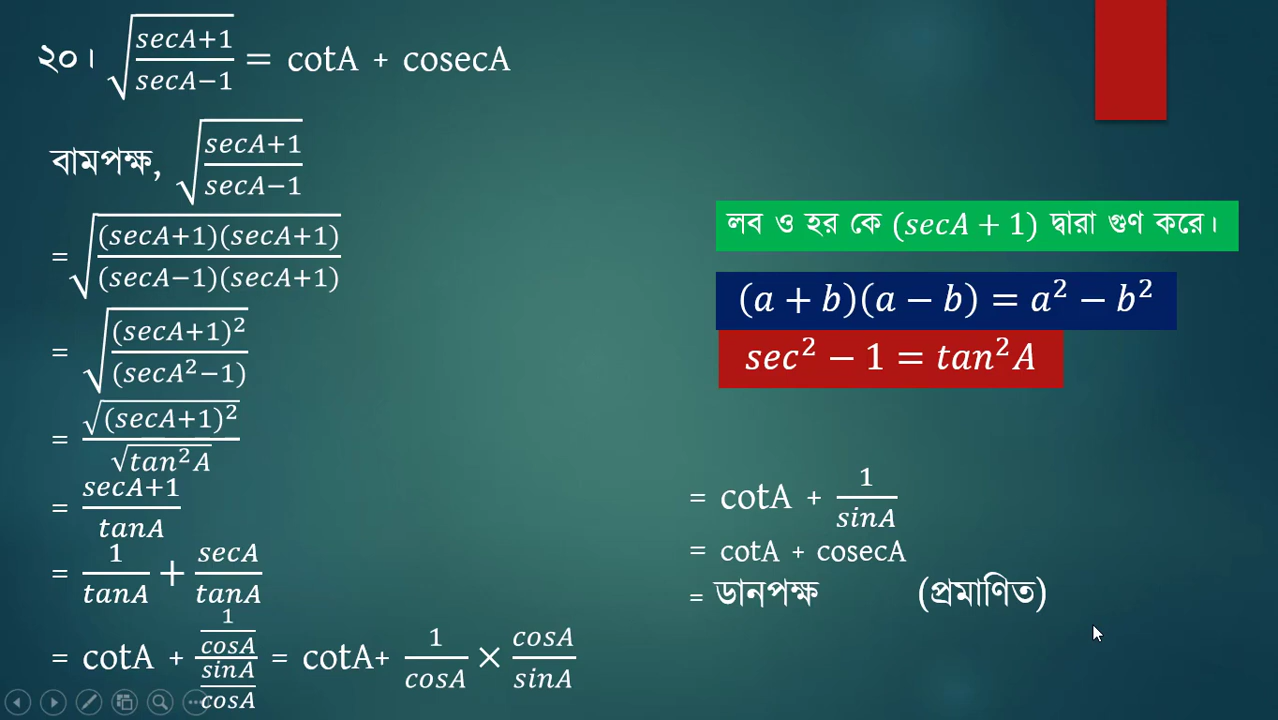 ২০। √((secA+1)/(secA−1)) = cotA + cosecA
বামপক্ষ, √((secA+1)/(secA−1))
= √(((secA+1)(secA+1))/((secA−1)(secA+1)))
= √((secA+1)²/(secA²−1))
= √((secA+1)²)/√(tan²A)
= (secA+1)/tanA
= 1/tanA + secA/tanA
= cotA + (1/cosA)/(sinA/cosA) = cotA+ 1/cosA × cosA/sinA
লব ও হর কে (secA + 1) দ্বারা গুণ করে।
(a + b)(a − b) = a² − b²
sec² − 1 = tan²A
= cotA + 1/sinA
= cotA + cosecA
= ডানপক্ষ (প্রমাণিত)